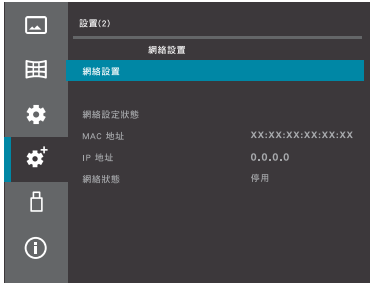 設置(2)
網絡設置
網絡設置
網絡設定狀態
MAC 地址 XX:XX:XX:XX:XX:XX
IP 地址 0.0.0.0
網絡狀態 停用